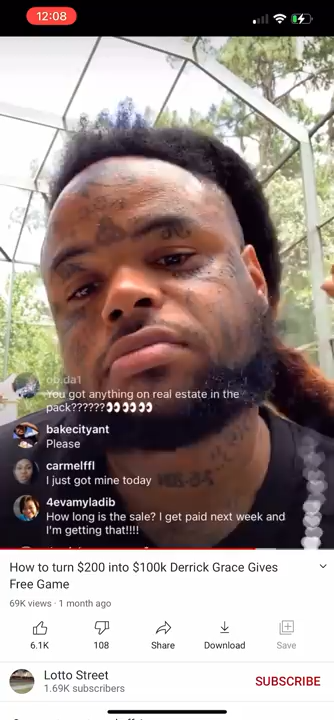 12:08
ob.da1
You got anything on real estate in the
pack??????👀👀👀👀
bakecityant
Please
carmelffl
I just got mine today
4evamyladib
How long is the sale? I get paid next week and
I'm getting that!!!!
How to turn $200 into $100k Derrick Grace Gives
Free Game
69K views · 1 month ago
6.1K
108
Share
Download
Save
Lotto Street
1.69K subscribers
SUBSCRIBE